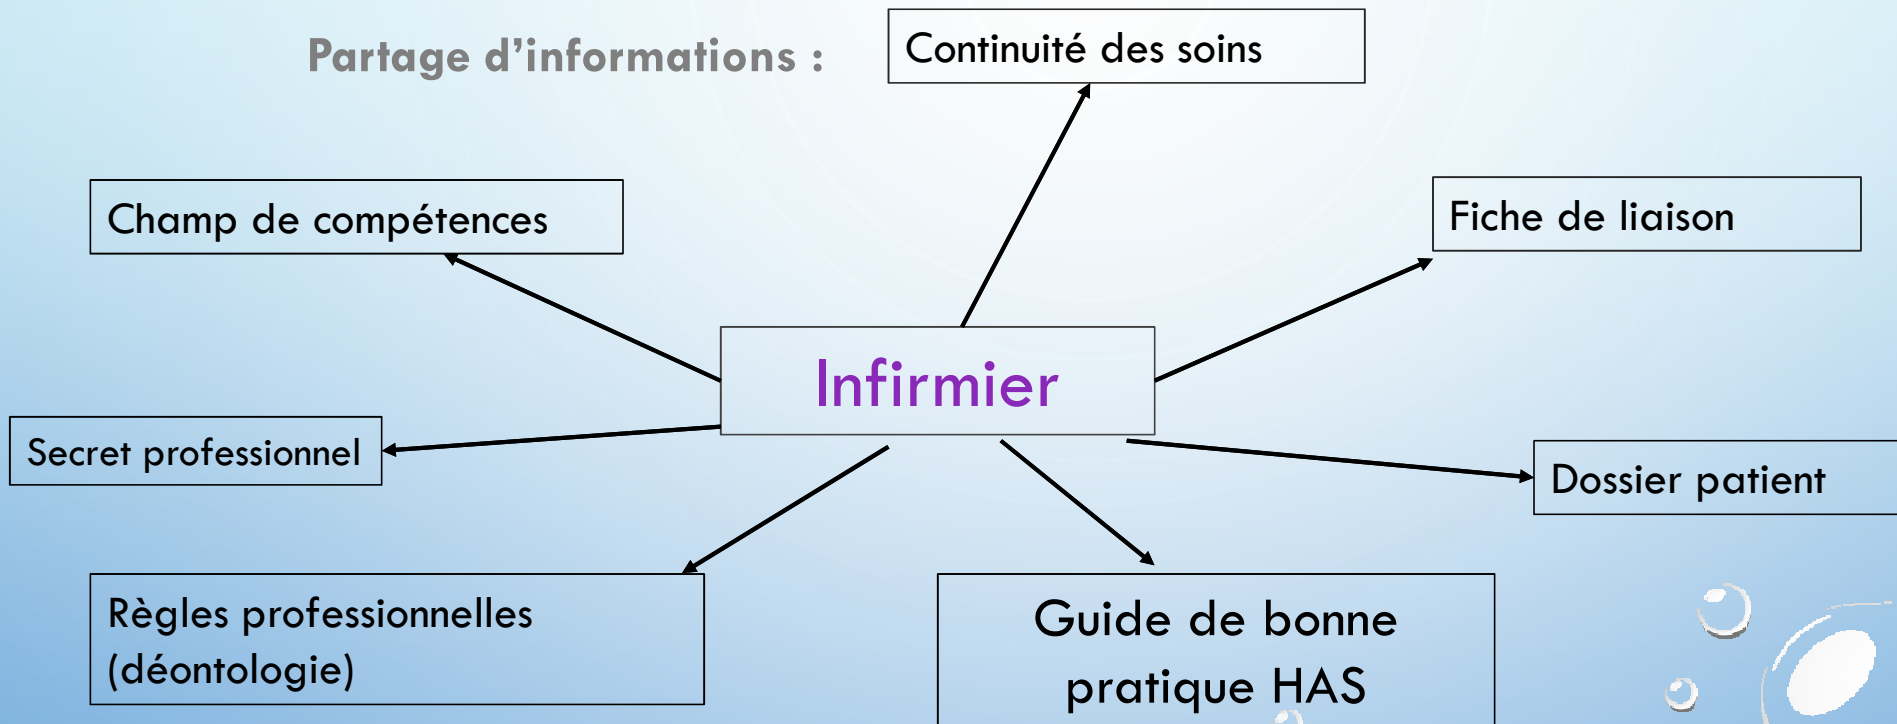 Partage d’informations :
Continuité des soins
Champ de compétences
Fiche de liaison
Infirmier
Secret professionnel
Dossier patient
Règles professionnelles
(déontologie)
Guide de bonne
pratique HAS